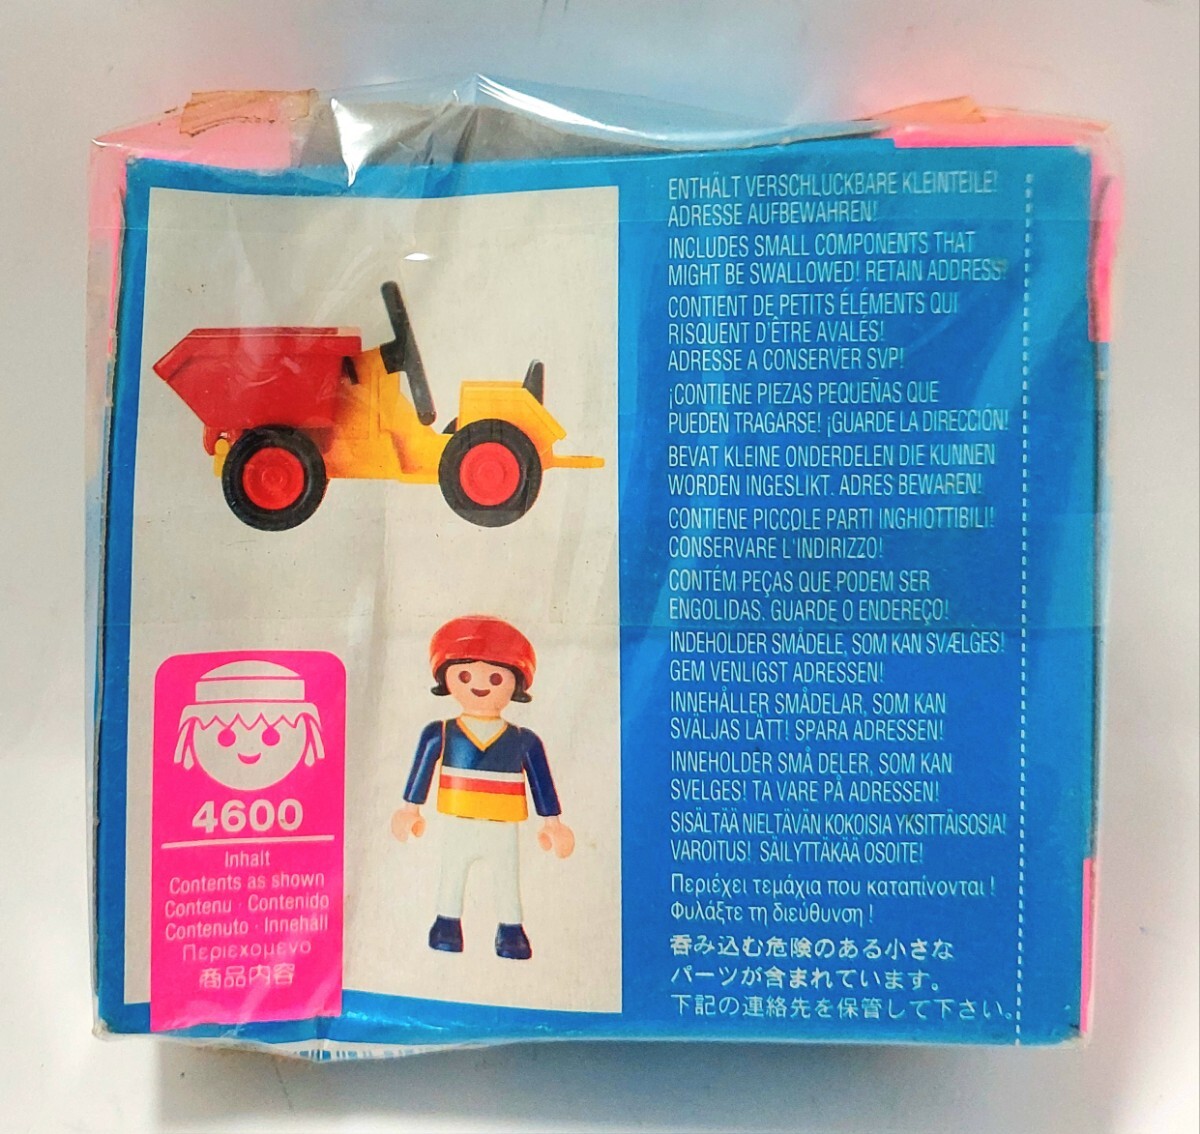 ENTHÄLT VERSCHLUCKBARE KLEINTEILE!
ADRESSE AUFBEWAHREN!
INCLUDES SMALL COMPONENTS THAT
MIGHT BE SWALLOWED! RETAIN ADDRESS!
CONTIENT DE PETITS ÉLÉMENTS QUI
RISQUENT D'ÊTRE AVALÉS!
ADRESSE A CONSERVER SVP!
¡CONTIENE PIEZAS PEQUEÑAS QUE
PUEDEN TRAGARSE! ¡GUARDE LA DIRECCIÓN!
BEVAT KLEINE ONDERDELEN DIE KUNNEN
WORDEN INGESLIKT. ADRES BEWAREN!
CONTIENE PICCOLE PARTI INGHIOTTIBILI!
CONSERVARE L'INDIRIZZO!
CONTÉM PEÇAS QUE PODEM SER
ENGOLIDAS. GUARDE O ENDEREÇO!
INDEHOLDER SMÅDELE, SOM KAN SVÆLGES!
GEM VENLIGST ADRESSEN!
INNEHÅLLER SMÅDELAR, SOM KAN
SVÄLJAS LÄTT! SPARA ADRESSEN!
INNEHOLDER SMÅ DELER, SOM KAN
SVELGES! TA VARE PÅ ADRESSEN!
SISÄLTÄÄ NIELTÄVÄN KOKOISIA YKSITTÄISOSIA!
VAROITUS! SÄILYTTÄKÄÄ OSOITE!
Περιέχει τεμάχια που καταπίνονται !
Φυλάξτε τη διεύθυνση !
呑み込む危険のある小さな
パーツが含まれています。
下記の連絡先を保管して下さい。
4600
Inhalt
Contents as shown
Contenu · Contenido
Contenuto · Innehåll
Περιεχομενο
商品内容